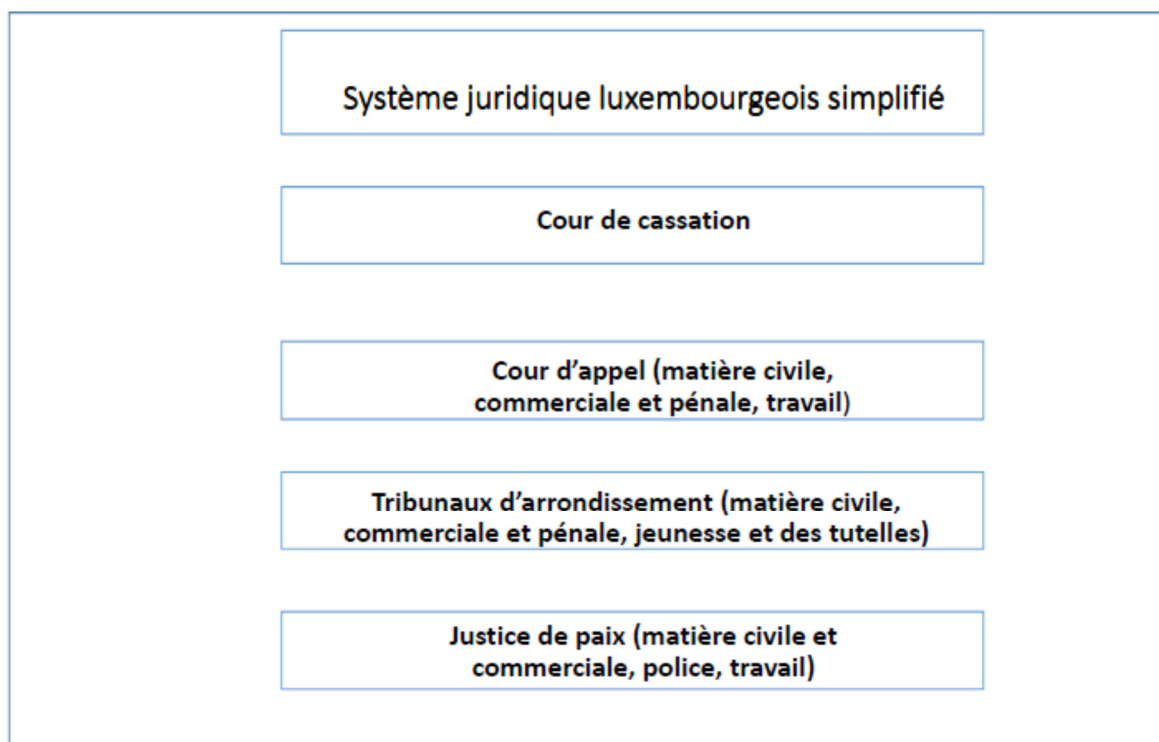 Système juridique luxembourgeois simplifié
Cour de cassation
Cour d’appel (matière civile,
commerciale et pénale, travail)
Tribunaux d’arrondissement (matière civile,
commerciale et pénale, jeunesse et des tutelles)
Justice de paix (matière civile et
commerciale, police, travail)